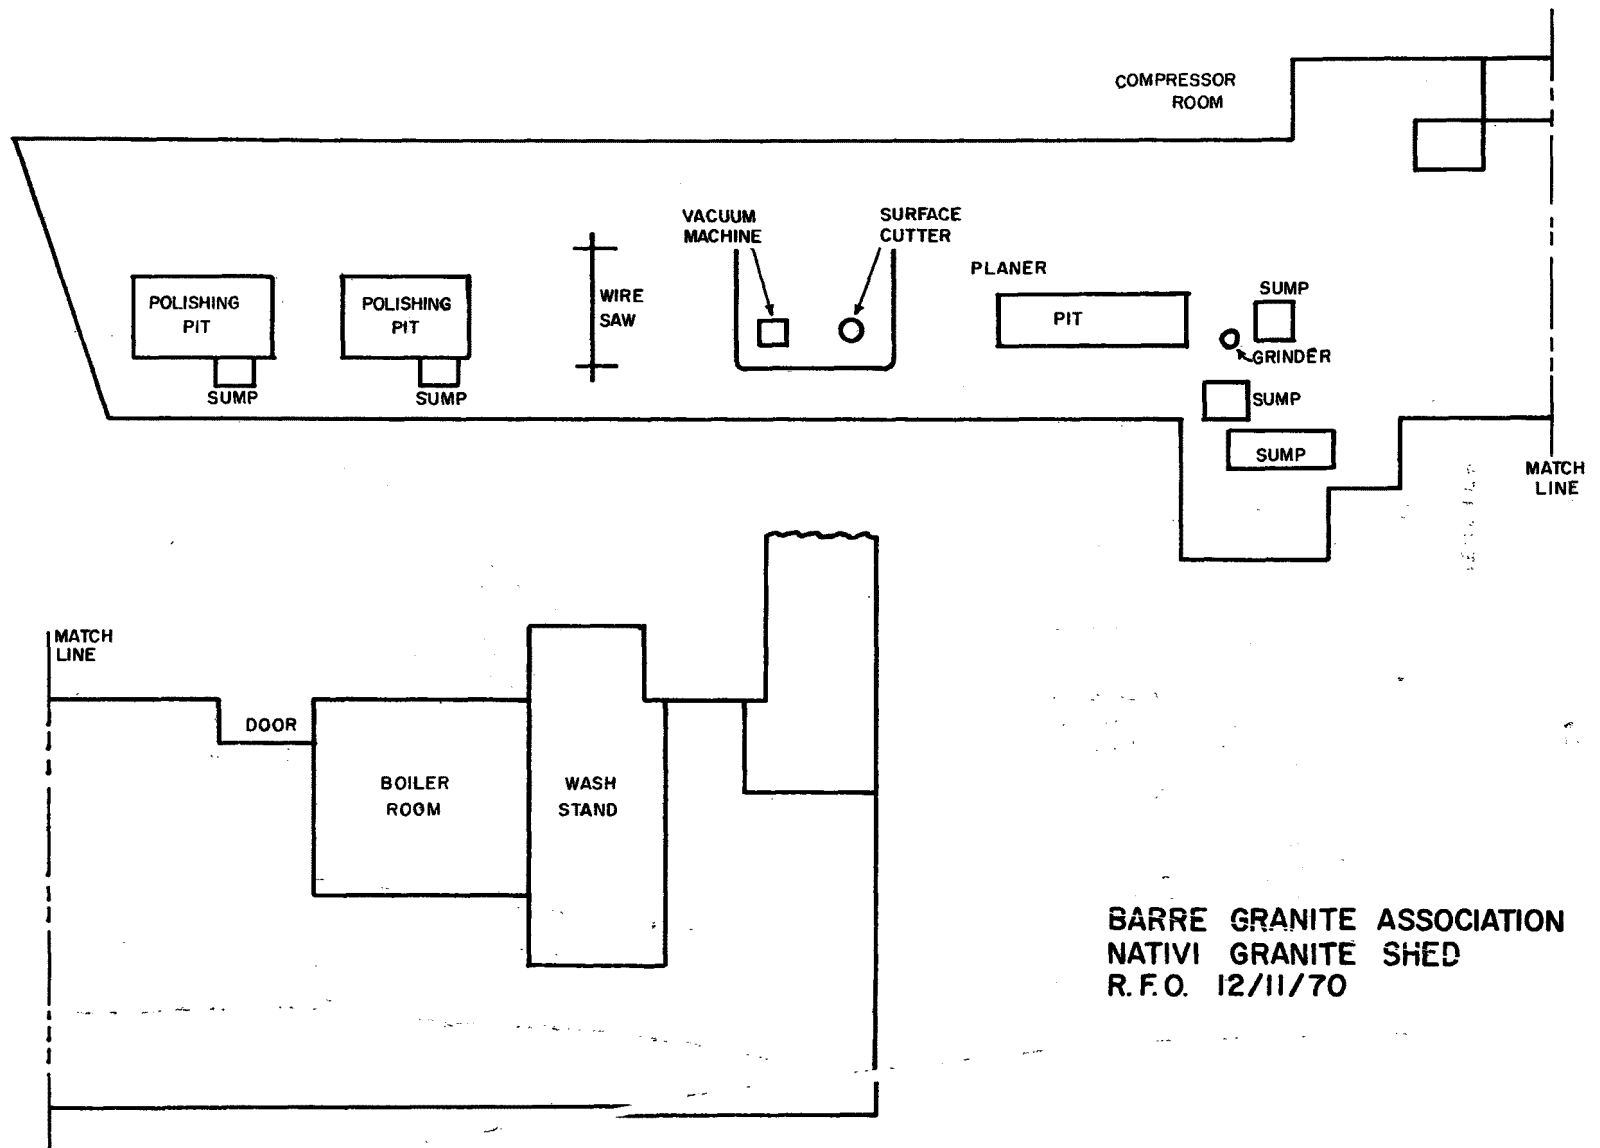 COMPRESSOR
ROOM
VACUUM
MACHINE
SURFACE
CUTTER
PLANER
POLISHING
PIT
POLISHING
PIT
WIRE
SAW
PIT
SUMP
GRINDER
SUMP
SUMP
SUMP
SUMP
MATCH
LINE
MATCH
LINE
DOOR
BOILER
ROOM
WASH
STAND
BARRE GRANITE ASSOCIATION
NATIVI GRANITE SHED
R.F.O. 12/11/70